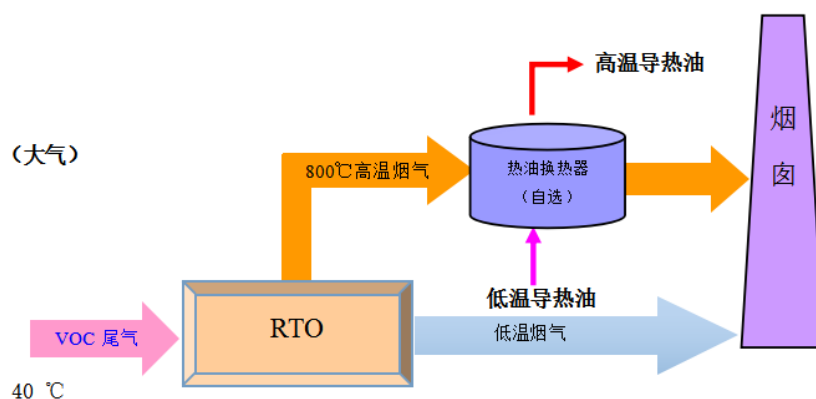 高温导热油
烟
囱
（大气）
800℃高温烟气
热油换热器
（自选）
低温导热油
RTO
VOC 尾气
低温烟气
40 ℃